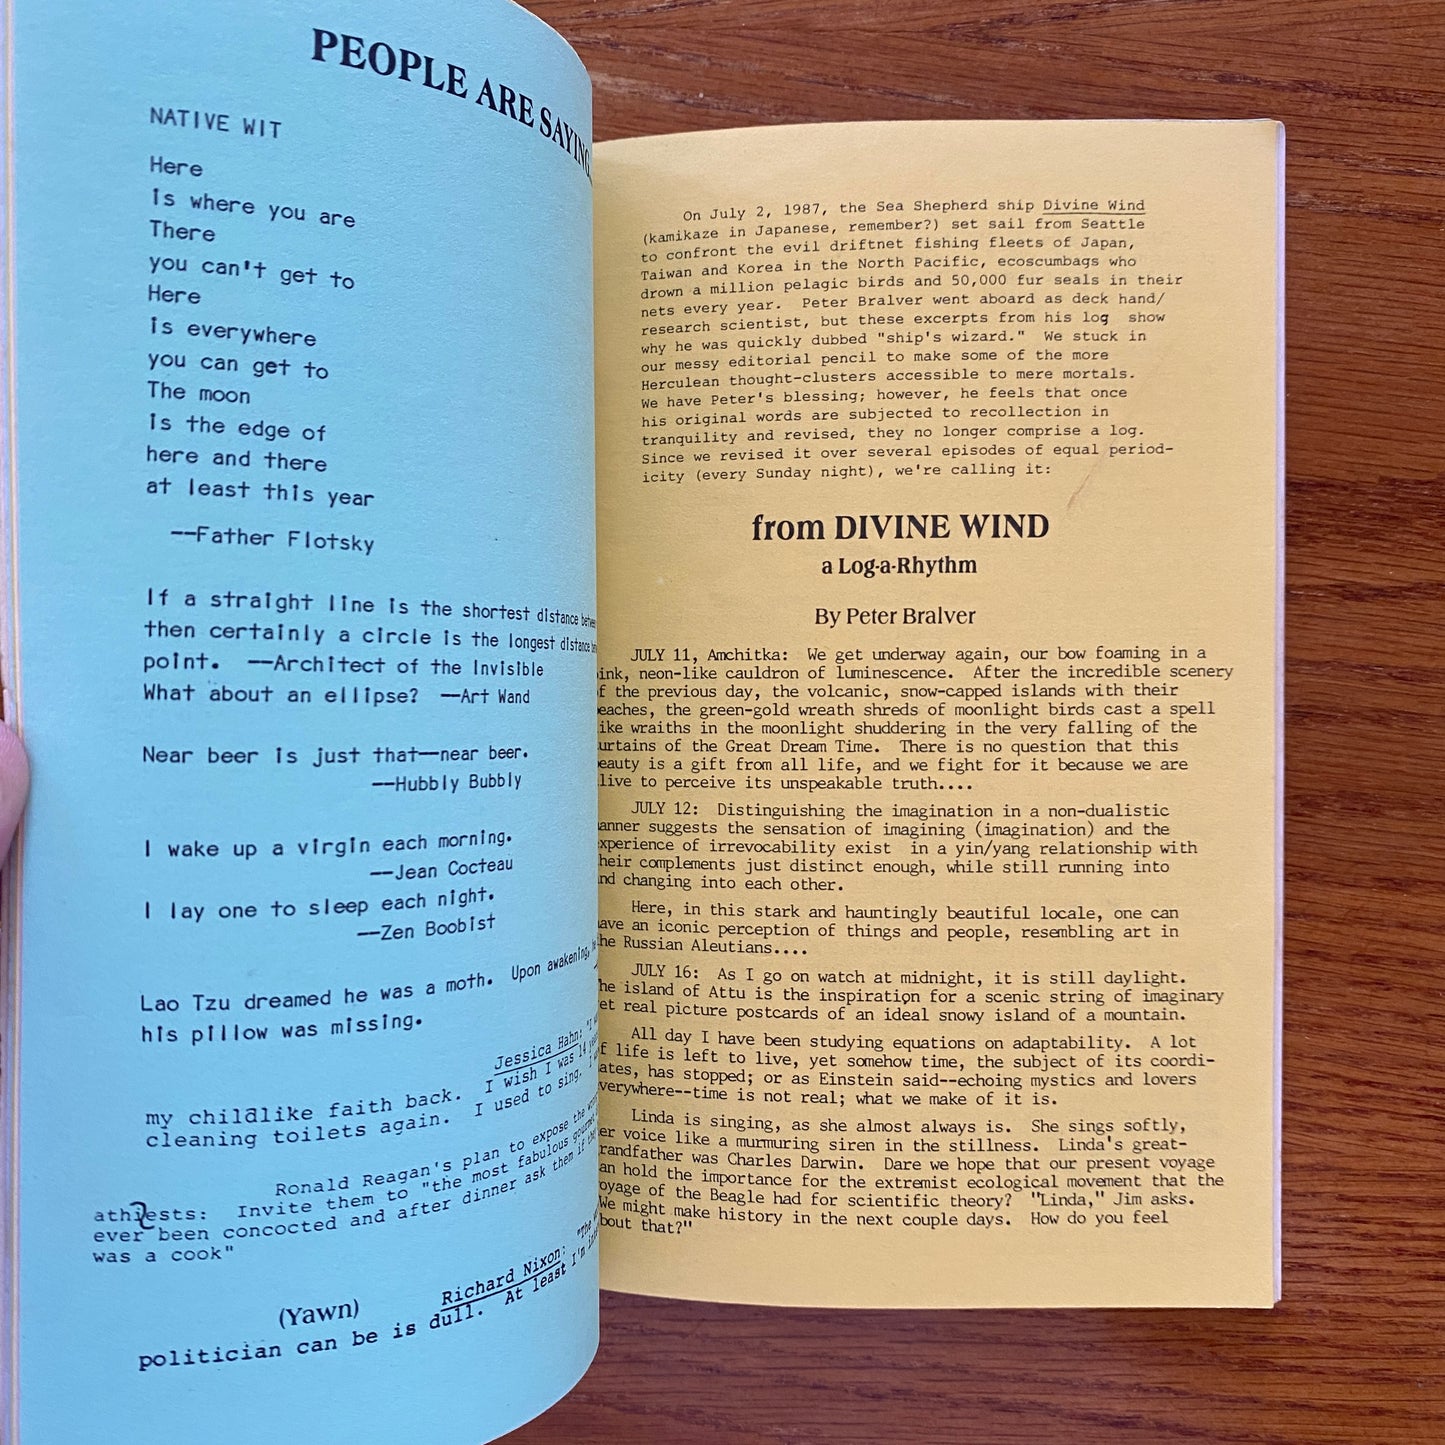 PEOPLE ARE SAYING
NATIVE WIT
Here
is where you are
There
you can't get to
Here
is everywhere
you can get to
The moon
is the edge of
here and there
at least this year
--Father Flotsky
If a straight line is the shortest distance
then certainly a circle is the longest distance
point. --Architect of the Invisible
What about an ellipse? --Art Wand
Near beer is just that--near beer.
--Hubbly Bubbly
I wake up a virgin each morning.
--Jean Cocteau
I lay one to sleep each night.
--Zen Boobist
Lao Tzu dreamed he was a moth. Upon awakening,
his pillow was missing.
Jessica Hahn: "I
my childlike faith back. I wish I was 14
cleaning toilets again. I used to sing.
Ronald Reagan's plan to expose the
athiests: Invite them to "the most fabulous
ever been concocted and after dinner ask them if
was a cook"
Richard Nixon: "The
(Yawn)
politician can be is dull. At least I'm
On July 2, 1987, the Sea Shepherd ship Divine Wind
(kamikaze in Japanese, remember?) set sail from Seattle
to confront the evil driftnet fishing fleets of Japan,
Taiwan and Korea in the North Pacific, ecoscumbags who
drown a million pelagic birds and 50,000 fur seals in their
nets every year. Peter Bralver went aboard as deck hand/
research scientist, but these excerpts from his log show
why he was quickly dubbed "ship's wizard." We stuck in
our messy editorial pencil to make some of the more
Herculean thought-clusters accessible to mere mortals.
We have Peter's blessing; however, he feels that once
his original words are subjected to recollection in
tranquility and revised, they no longer comprise a log.
Since we revised it over several episodes of equal period-
icity (every Sunday night), we're calling it:
from DIVINE WIND
a Log-a-Rhythm
By Peter Bralver
JULY 11, Amchitka: We get underway again, our bow foaming in a
neon-like cauldron of luminescence. After the incredible scenery
the previous day, the volcanic, snow-capped islands with their
the green-gold wreath shreds of moonlight birds cast a spell
wraiths in the moonlight shuddering in the very falling of the
of the Great Dream Time. There is no question that this
is a gift from all life, and we fight for it because we are
to perceive its unspeakable truth....
JULY 12: Distinguishing the imagination in a non-dualistic
suggests the sensation of imagining (imagination) and the
of irrevocability exist in a yin/yang relationship with
their complements just distinct enough, while still running into
and changing into each other.
Here, in this stark and hauntingly beautiful locale, one can
have an iconic perception of things and people, resembling art in
the Russian Aleutians....
JULY 16: As I go on watch at midnight, it is still daylight.
The island of Attu is the inspiration for a scenic string of imaginary
yet real picture postcards of an ideal snowy island of a mountain.
All day I have been studying equations on adaptability. A lot
of life is left to live, yet somehow time, the subject of its coordi-
nates, has stopped; or as Einstein said--echoing mystics and lovers
everywhere--time is not real; what we make of it is.
Linda is singing, as she almost always is. She sings softly,
her voice like a murmuring siren in the stillness. Linda's great-
grandfather was Charles Darwin. Dare we hope that our present voyage
can hold the importance for the extremist ecological movement that the
voyage of the Beagle had for scientific theory? "Linda," Jim asks.
"We might make history in the next couple days. How do you feel
about that?"